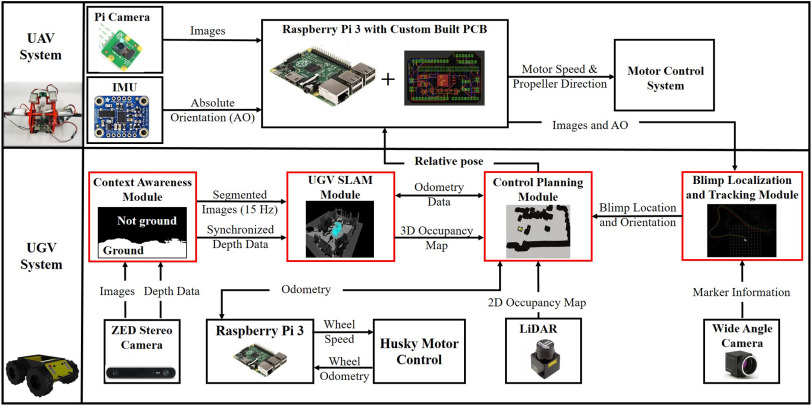 UAV
System
Pi Camera
Images
IMU
Absolute
Orientation (AO)
Raspberry Pi 3 with Custom Built PCB
+
Motor Speed &
Propeller Direction
Motor Control
System
Images and AO
Relative pose
UGV
System
Context Awareness
Module
Not ground
Ground
Segmented
Images (15 Hz)
Synchronized
Depth Data
UGV SLAM
Module
Odometry
Data
3D Occupancy
Map
Control Planning
Module
Blimp Location
and Orientation
Blimp Localization
and Tracking Module
Images
Depth Data
Odometry
2D Occupancy Map
Marker Information
ZED Stereo
Camera
Raspberry Pi 3
Wheel
Speed
Wheel
Odometry
Husky Motor
Control
LiDAR
Wide Angle
Camera